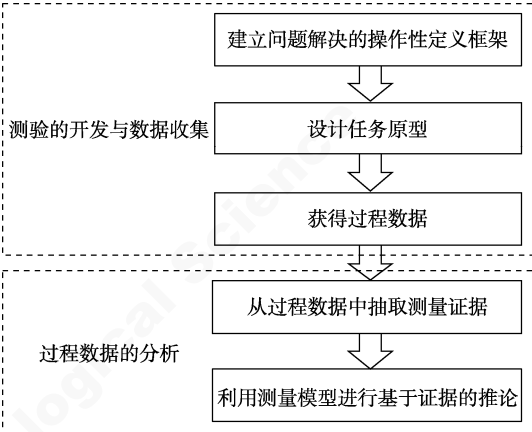 建立问题解决的操作性定义框架
测验的开发与数据收集
设计任务原型
获得过程数据
从过程数据中抽取测量证据
过程数据的分析
利用测量模型进行基于证据的推论
logical Science